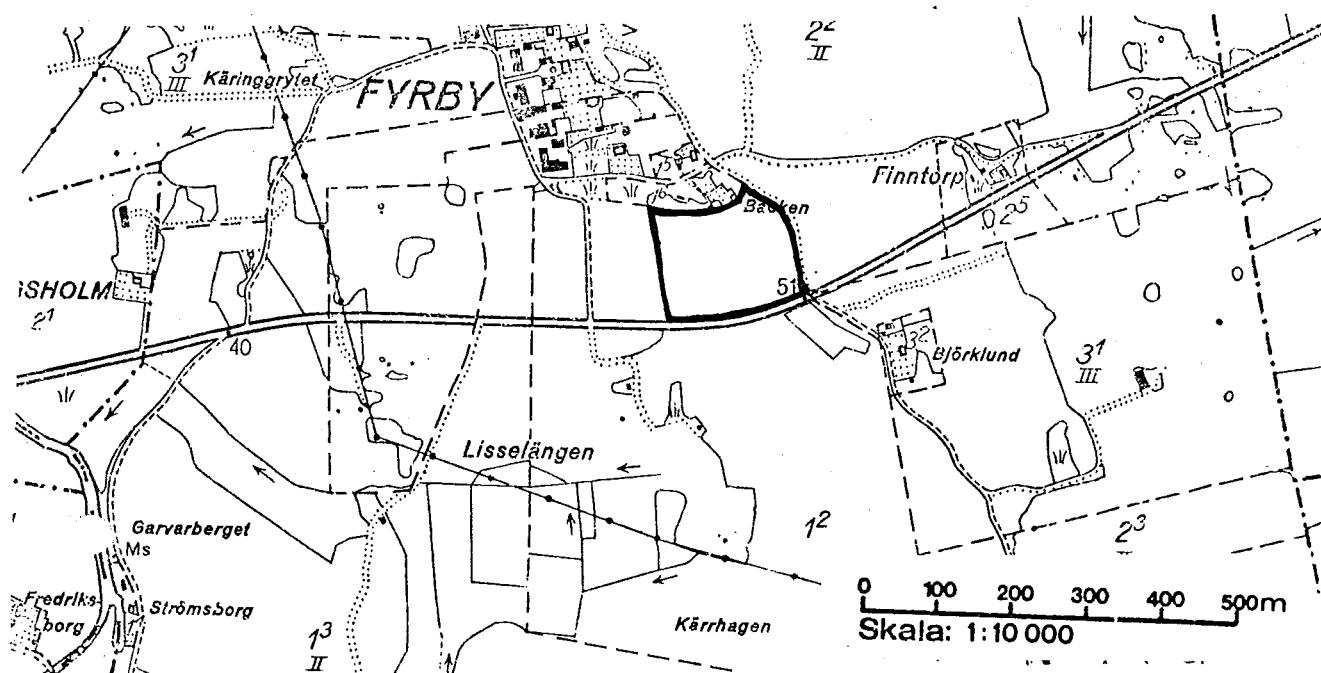 3¹
III
Käringgrytet
FYRBY
2²
II
Finntorp
2⁵
Backen
SHOLM
2¹
40
51
3²
Björklund
3¹
III
Lisselängen
Garvarberget
Ms
1²
2³
Fredriks-
borg
Strömsborg
1³
II
Kärrhagen
0 100 200 300 400 500m
Skala: 1:10 000